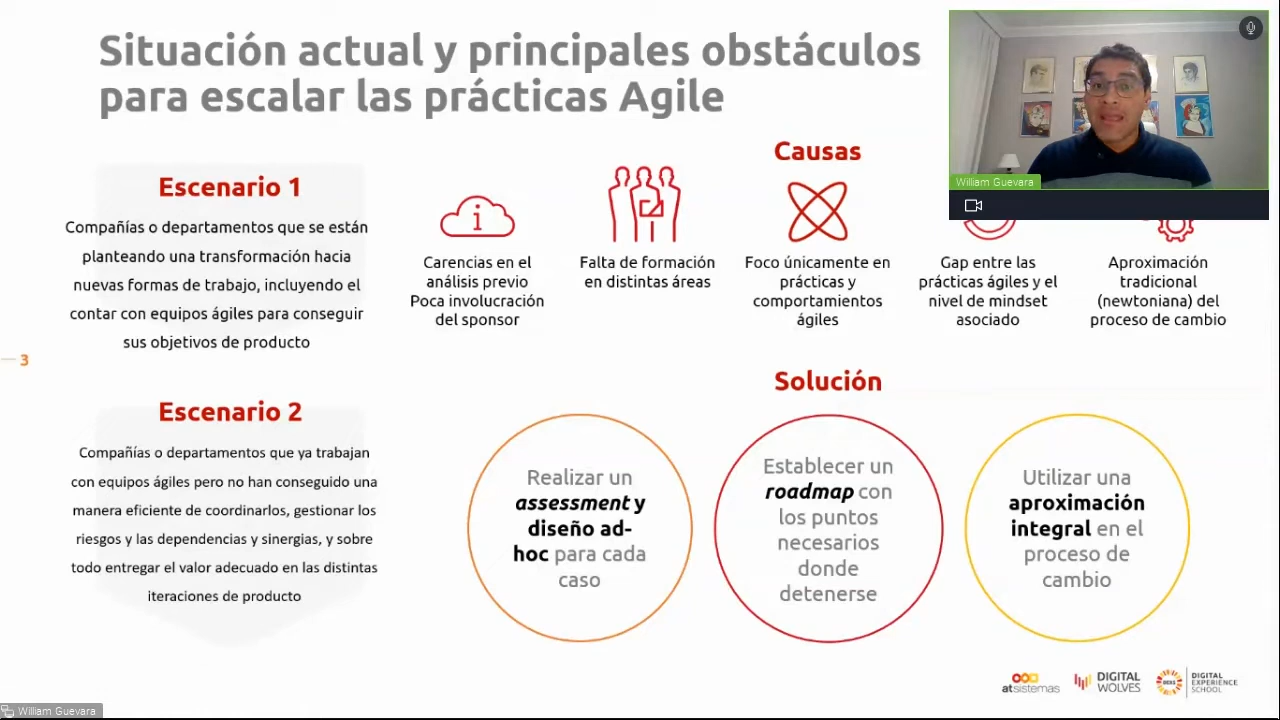 Situación actual y principales obstáculos
para escalar las prácticas Agile
William Guevara
Escenario 1
Compañías o departamentos que se están
planteando una transformación hacia
nuevas formas de trabajo, incluyendo el
contar con equipos ágiles para conseguir
sus objetivos de producto
Causas
i
Carencias en el
análisis previo
Poca involucración
del sponsor
Falta de formación
en distintas áreas
Foco únicamente en
prácticas y
comportamientos
ágiles
Gap entre las
prácticas ágiles y el
nivel de mindset
asociado
Aproximación
tradicional
(newtoniana) del
proceso de cambio
3
Escenario 2
Compañías o departamentos que ya trabajan
con equipos ágiles pero no han conseguido una
manera eficiente de coordinarlos, gestionar los
riesgos y las dependencias y sinergias, y sobre
todo entregar el valor adecuado en las distintas
iteraciones de producto
Solución
Realizar un
assessment y
diseño ad-
hoc para cada
caso
Establecer un
roadmap con
los puntos
necesarios
donde
detenerse
Utilizar una
aproximación
integral en el
proceso de
cambio
atsistemas
DIGITAL
WOLVES
DEXS
DIGITAL
EXPERIENCE
SCHOOL
William Guevara